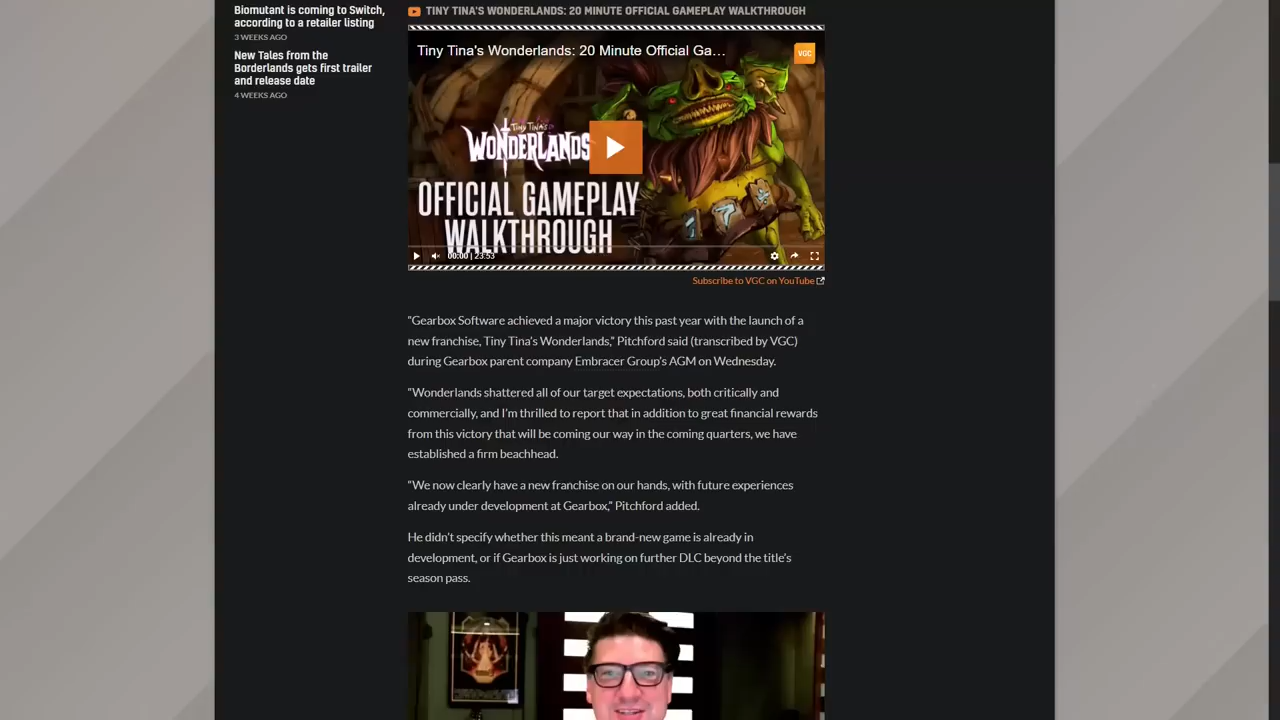 Biomutant is coming to Switch,
according to a retailer listing
3 WEEKS AGO
New Tales from the
Borderlands gets first trailer
and release date
4 WEEKS AGO
TINY TINA'S WONDERLANDS: 20 MINUTE OFFICIAL GAMEPLAY WALKTHROUGH
Tiny Tina's Wonderlands: 20 Minute Official Ga...
VGC
TINY TINA'S
WONDERLANDS
OFFICIAL GAMEPLAY
WALKTHROUGH
00:00 | 23:53
Subscribe to VGC on YouTube
"Gearbox Software achieved a major victory this past year with the launch of a
new franchise, Tiny Tina's Wonderlands," Pitchford said (transcribed by VGC)
during Gearbox parent company Embracer Group's AGM on Wednesday.
"Wonderlands shattered all of our target expectations, both critically and
commercially, and I'm thrilled to report that in addition to great financial rewards
from this victory that will be coming our way in the coming quarters, we have
established a firm beachhead.
"We now clearly have a new franchise on our hands, with future experiences
already under development at Gearbox," Pitchford added.
He didn't specify whether this meant a brand-new game is already in
development, or if Gearbox is just working on further DLC beyond the title's
season pass.